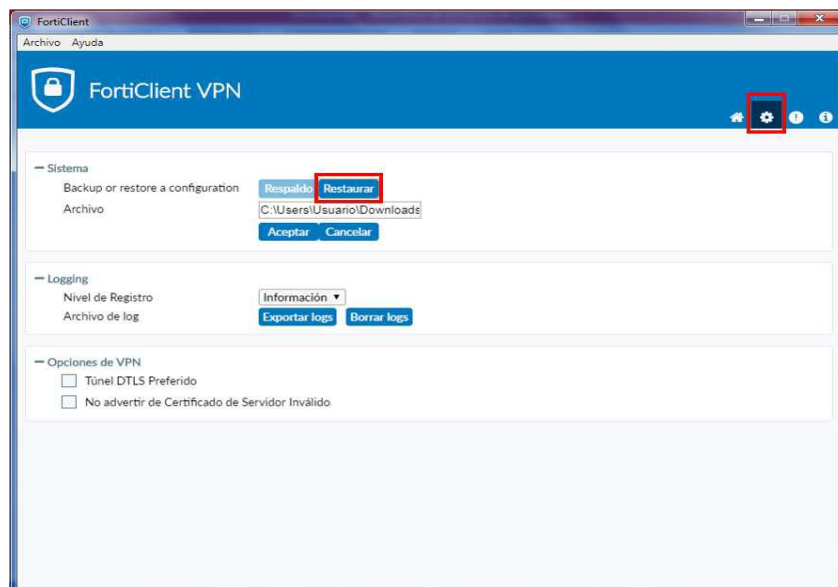 FortiClient
Archivo Ayuda
FortiClient VPN
Sistema
Backup or restore a configuration Respaldo Restaurar
Archivo C:\Users\Usuario\Downloads
Aceptar Cancelar
Logging
Nivel de Registro Información
Archivo de log Exportar logs Borrar logs
Opciones de VPN
Túnel DTLS Preferido
No advertir de Certificado de Servidor Inválido